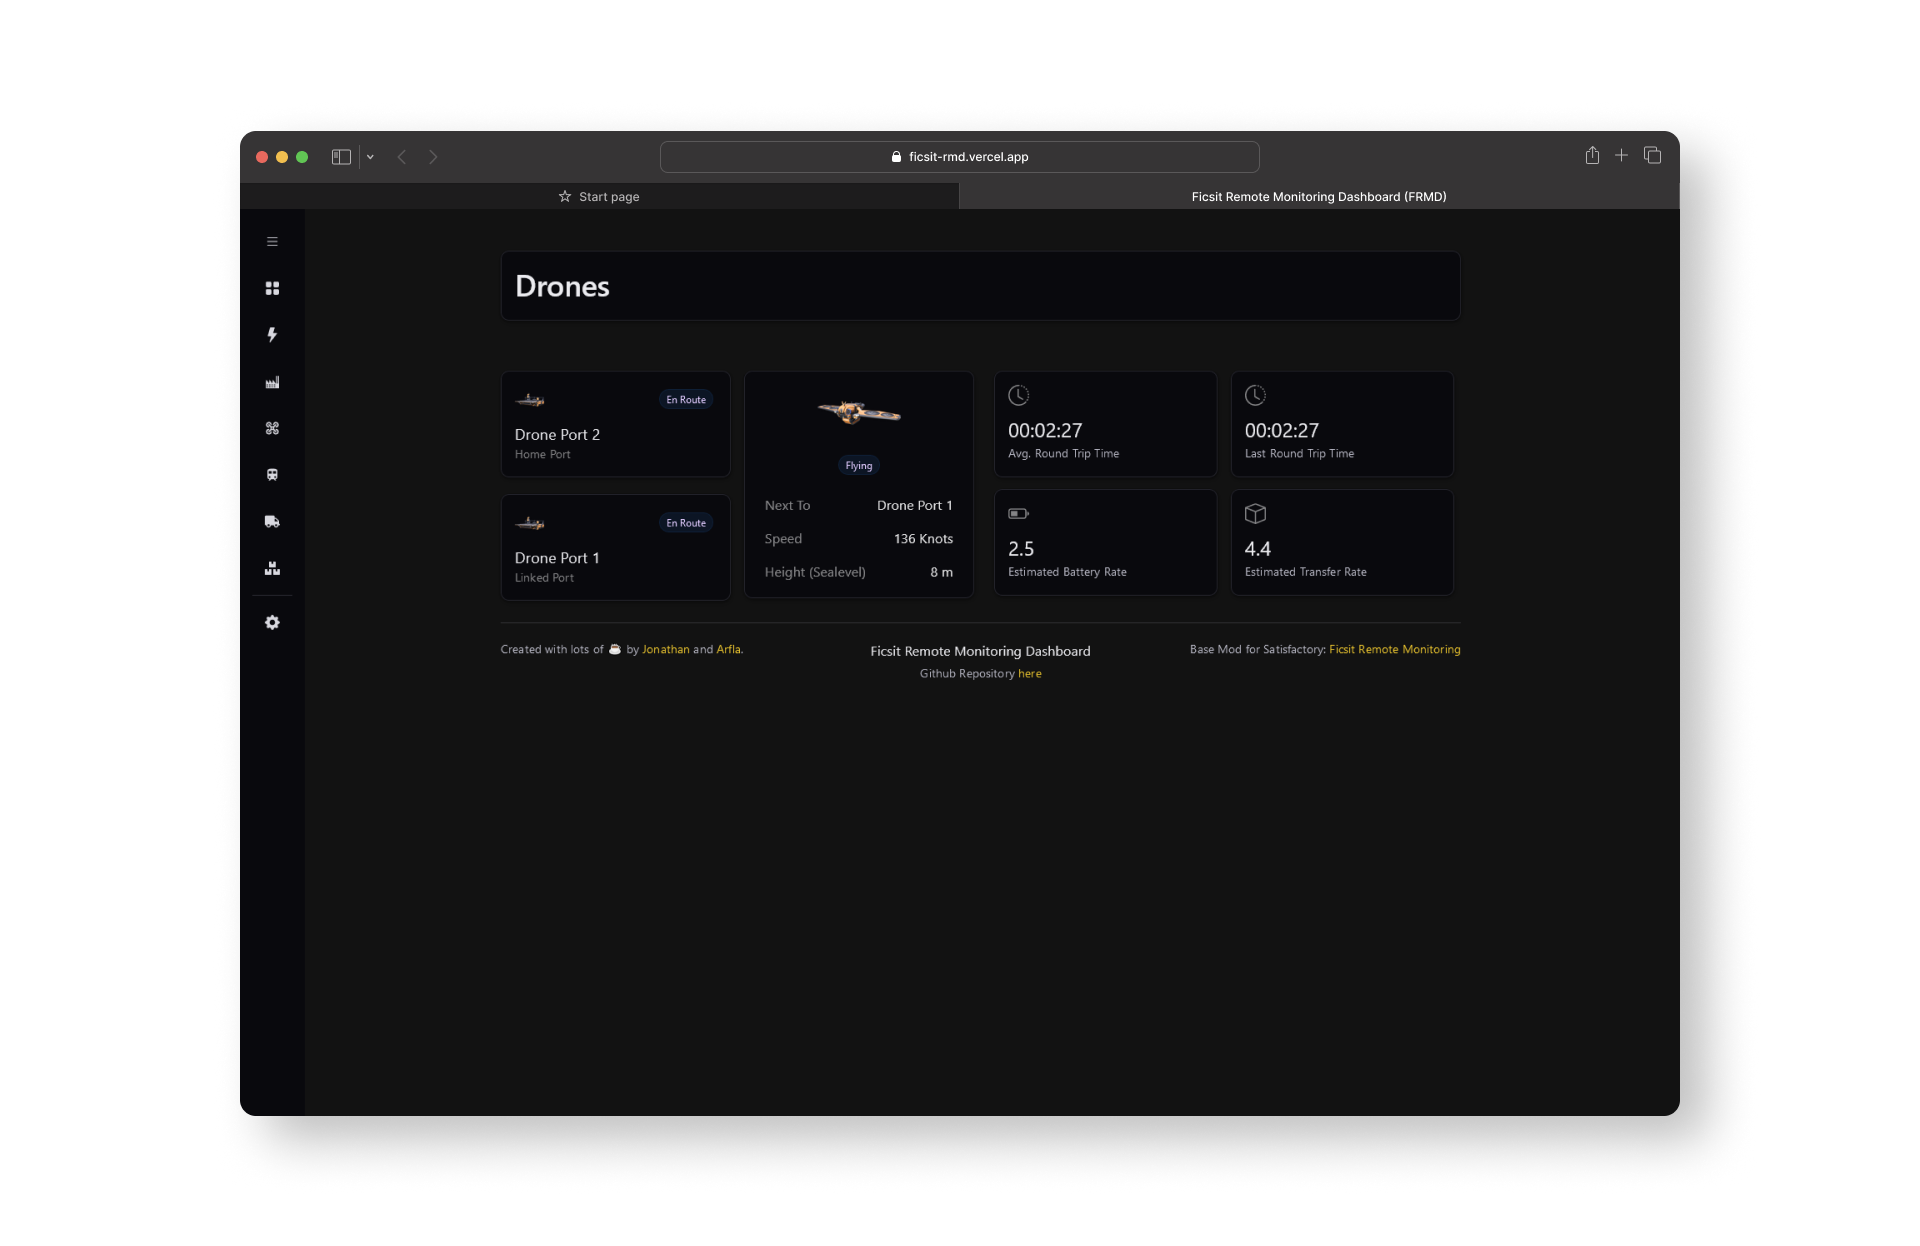 ficsit-rmd.vercel.app
Start page
Ficsit Remote Monitoring Dashboard (FRMD)
Drones
En Route
Drone Port 2
Home Port
En Route
Drone Port 1
Linked Port
Flying
Next To Drone Port 1
Speed 136 Knots
Height (Sealevel) 8 m
00:02:27
Avg. Round Trip Time
00:02:27
Last Round Trip Time
2.5
Estimated Battery Rate
4.4
Estimated Transfer Rate
Created with lots of ☕ by Jonathan and Arfla.
Ficsit Remote Monitoring Dashboard
Github Repository here
Base Mod for Satisfactory: Ficsit Remote Monitoring